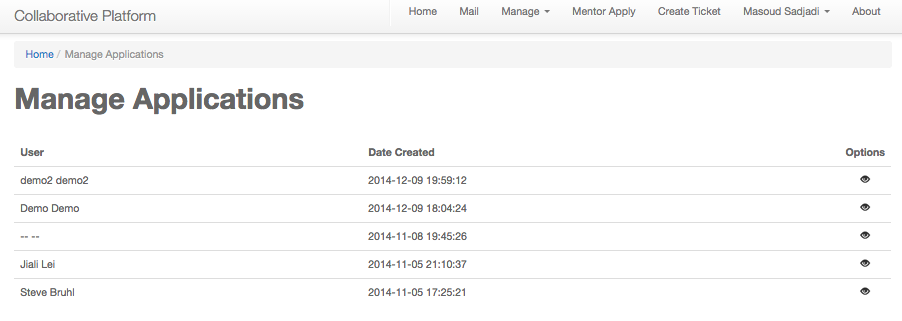 Collaborative Platform Home Mail Manage Mentor Apply Create Ticket Masoud Sadjadi About
Home / Manage Applications
Manage Applications
User Date Created Options
demo2 demo2 2014-12-09 19:59:12
Demo Demo 2014-12-09 18:04:24
-- -- 2014-11-08 19:45:26
Jiali Lei 2014-11-05 21:10:37
Steve Bruhl 2014-11-05 17:25:21